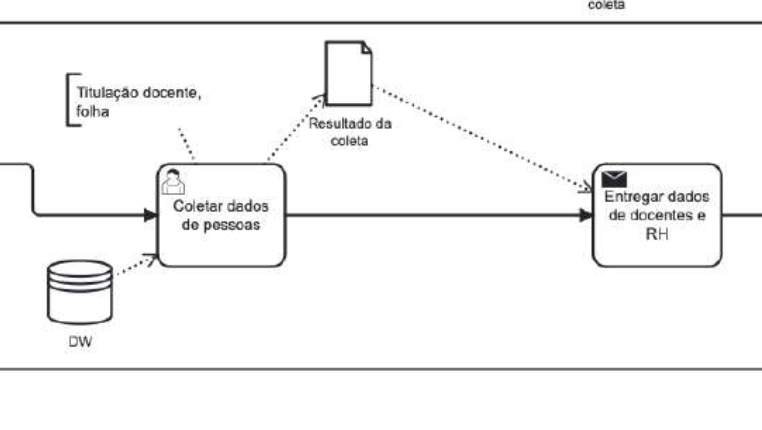 coleta
Titulação docente,
folha
Resultado da
coleta
Coletar dados
de pessoas
Entregar dados
de docentes e
RH
DW